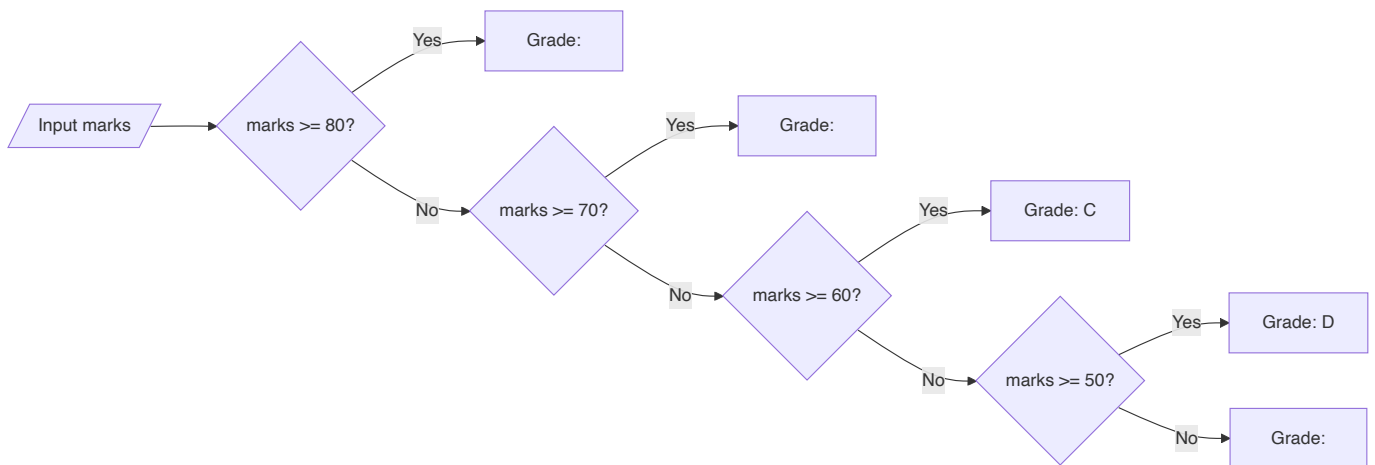 Input marks
marks >= 80?
Yes
Grade:
No
marks >= 70?
Yes
Grade:
No
marks >= 60?
Yes
Grade: C
No
marks >= 50?
Yes
Grade: D
No
Grade: